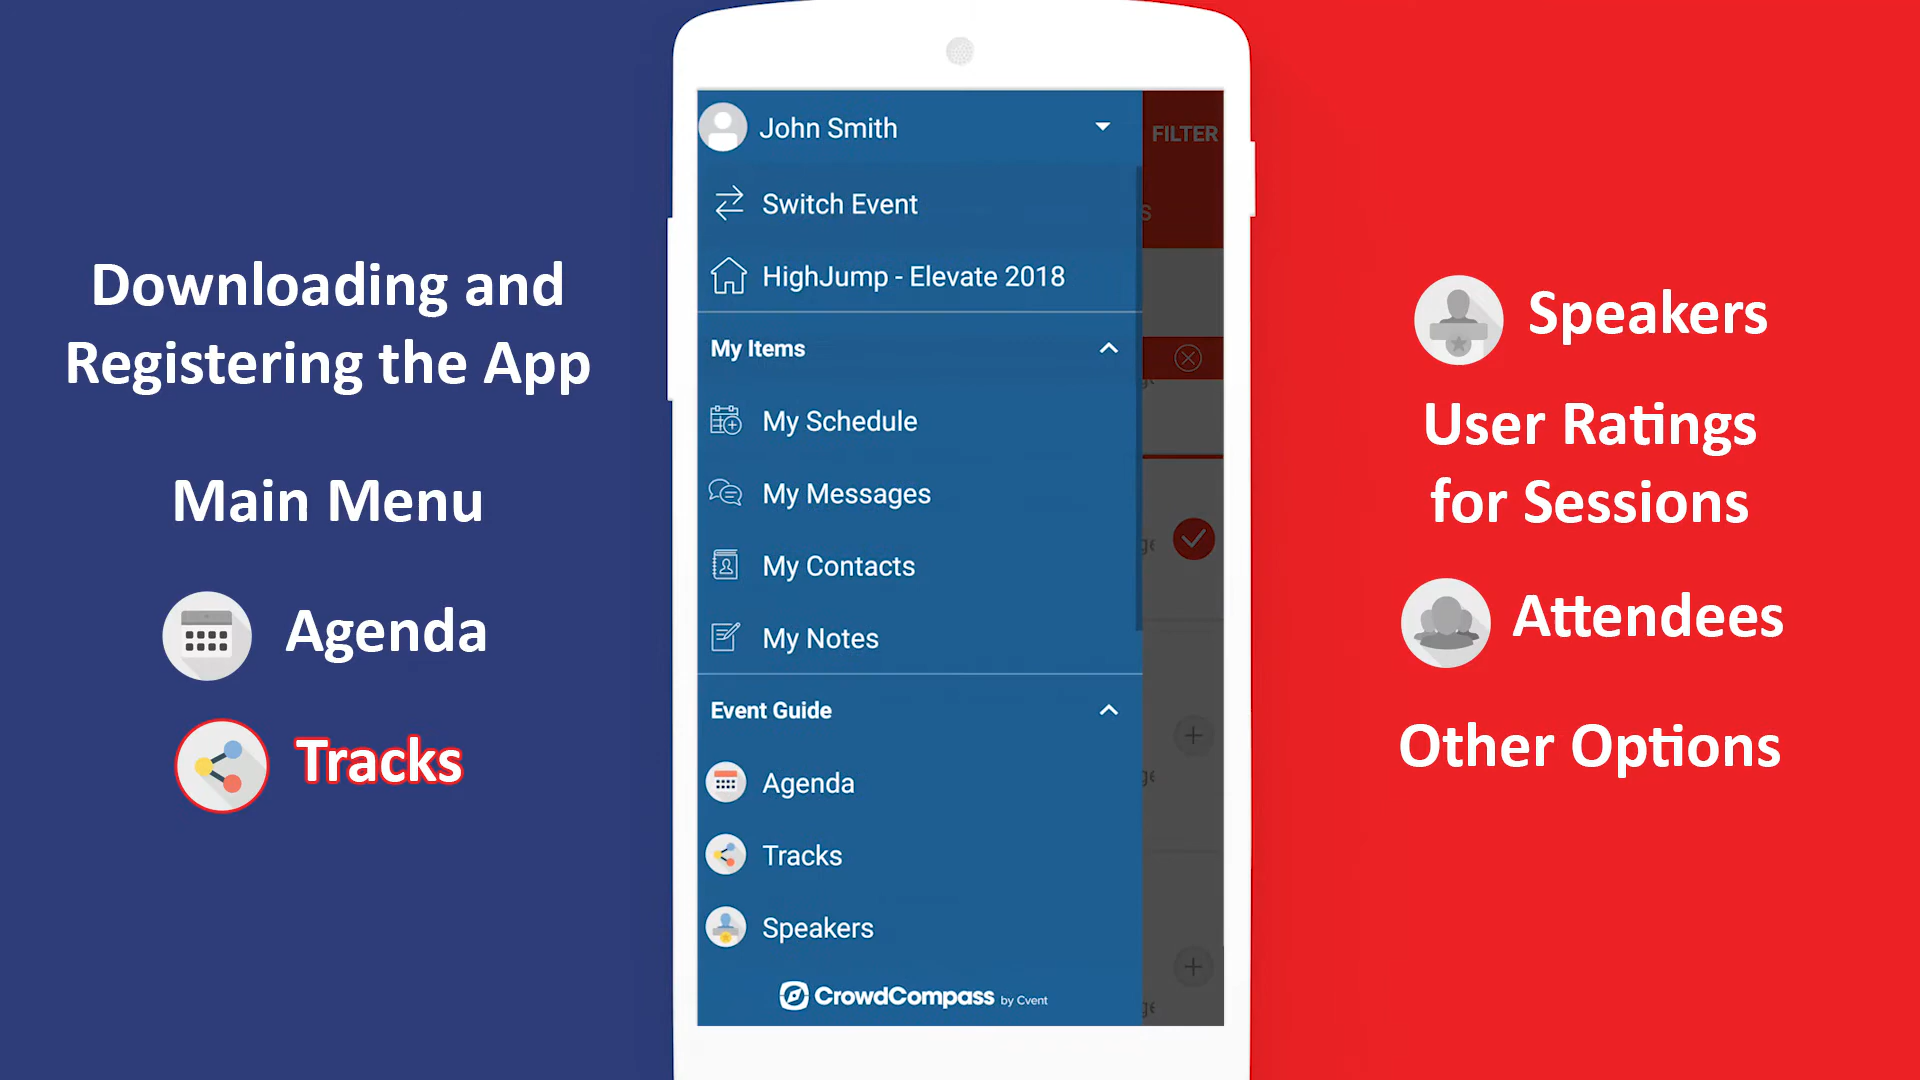 Downloading and
Registering the App
Main Menu
Agenda
Tracks
John Smith
FILTER
Switch Event
HighJump - Elevate 2018
My Items
My Schedule
My Messages
My Contacts
My Notes
Event Guide
Agenda
Tracks
Speakers
CrowdCompass by Cvent
Speakers
User Ratings
for Sessions
Attendees
Other Options